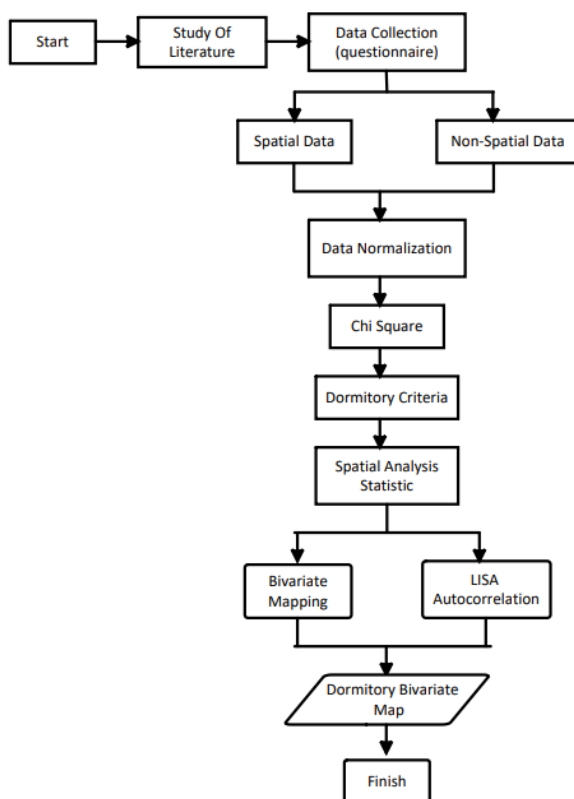 Start
Study Of
Literature
Data Collection
(questionnaire)
Spatial Data
Non-Spatial Data
Data Normalization
Chi Square
Dormitory Criteria
Spatial Analysis
Statistic
Bivariate
Mapping
LISA
Autocorrelation
Dormitory Bivariate
Map
Finish